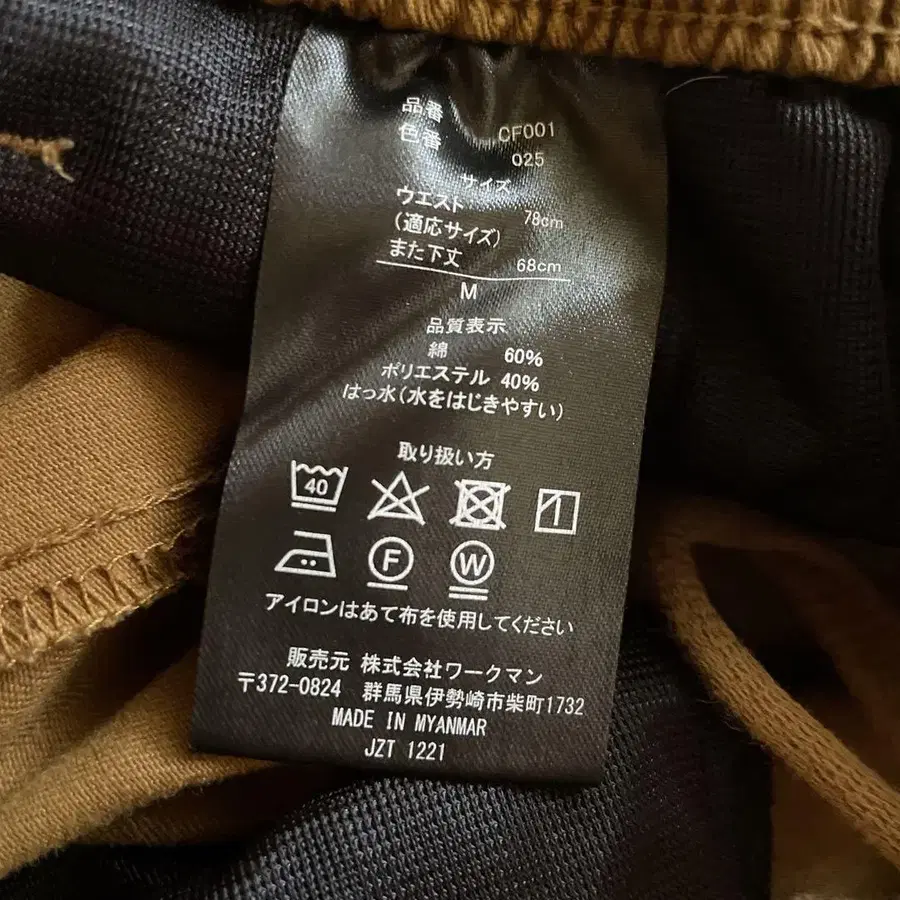 品番 CF001
色番 025
サイズ
ウエスト 78cm
(適応サイズ)
また下丈 68cm
M
品質表示
綿 60%
ポリエステル 40%
はっ水(水をはじきやすい)
取り扱い方
40
F W
アイロンはあて布を使用してください
販売元 株式会社ワークマン
〒372-0824 群馬県伊勢崎市柴町1732
MADE IN MYANMAR
JZT 1221